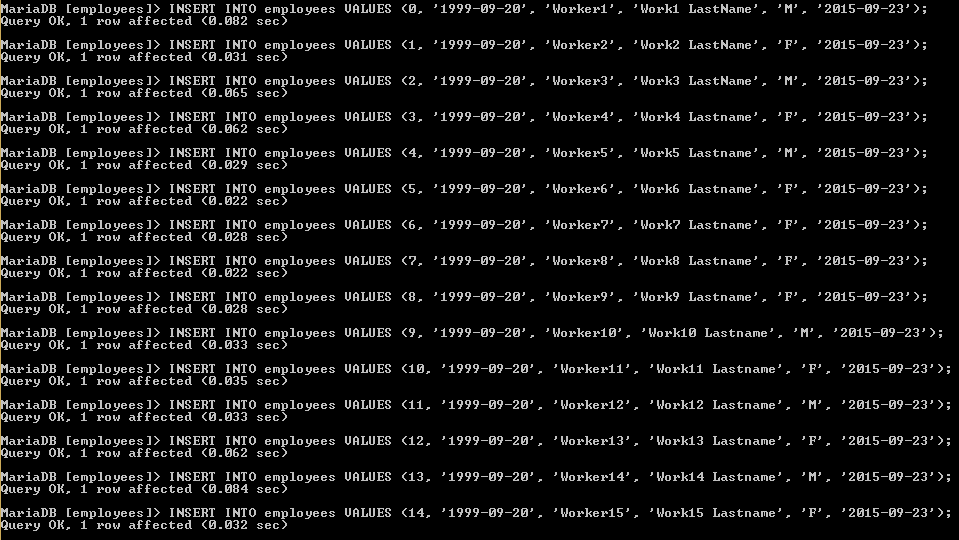 MariaDB [employees]> INSERT INTO employees VALUES (0, '1999-09-20', 'Worker1', 'Work1 LastName', 'M', '2015-09-23');
Query OK, 1 row affected (0.082 sec)
MariaDB [employees]> INSERT INTO employees VALUES (1, '1999-09-20', 'Worker2', 'Work2 LastName', 'F', '2015-09-23');
Query OK, 1 row affected (0.031 sec)
MariaDB [employees]> INSERT INTO employees VALUES (2, '1999-09-20', 'Worker3', 'Work3 LastName', 'M', '2015-09-23');
Query OK, 1 row affected (0.065 sec)
MariaDB [employees]> INSERT INTO employees VALUES (3, '1999-09-20', 'Worker4', 'Work4 Lastname', 'F', '2015-09-23');
Query OK, 1 row affected (0.062 sec)
MariaDB [employees]> INSERT INTO employees VALUES (4, '1999-09-20', 'Worker5', 'Work5 Lastname', 'M', '2015-09-23');
Query OK, 1 row affected (0.029 sec)
MariaDB [employees]> INSERT INTO employees VALUES (5, '1999-09-20', 'Worker6', 'Work6 Lastname', 'F', '2015-09-23');
Query OK, 1 row affected (0.022 sec)
MariaDB [employees]> INSERT INTO employees VALUES (6, '1999-09-20', 'Worker7', 'Work7 Lastname', 'F', '2015-09-23');
Query OK, 1 row affected (0.028 sec)
MariaDB [employees]> INSERT INTO employees VALUES (7, '1999-09-20', 'Worker8', 'Work8 Lastname', 'F', '2015-09-23');
Query OK, 1 row affected (0.022 sec)
MariaDB [employees]> INSERT INTO employees VALUES (8, '1999-09-20', 'Worker9', 'Work9 Lastname', 'F', '2015-09-23');
Query OK, 1 row affected (0.028 sec)
MariaDB [employees]> INSERT INTO employees VALUES (9, '1999-09-20', 'Worker10', 'Work10 Lastname', 'M', '2015-09-23');
Query OK, 1 row affected (0.033 sec)
MariaDB [employees]> INSERT INTO employees VALUES (10, '1999-09-20', 'Worker11', 'Work11 Lastname', 'F', '2015-09-23');
Query OK, 1 row affected (0.035 sec)
MariaDB [employees]> INSERT INTO employees VALUES (11, '1999-09-20', 'Worker12', 'Work12 Lastname', 'M', '2015-09-23');
Query OK, 1 row affected (0.033 sec)
MariaDB [employees]> INSERT INTO employees VALUES (12, '1999-09-20', 'Worker13', 'Work13 Lastname', 'F', '2015-09-23');
Query OK, 1 row affected (0.062 sec)
MariaDB [employees]> INSERT INTO employees VALUES (13, '1999-09-20', 'Worker14', 'Work14 Lastname', 'M', '2015-09-23');
Query OK, 1 row affected (0.084 sec)
MariaDB [employees]> INSERT INTO employees VALUES (14, '1999-09-20', 'Worker15', 'Work15 Lastname', 'F', '2015-09-23');
Query OK, 1 row affected (0.032 sec)